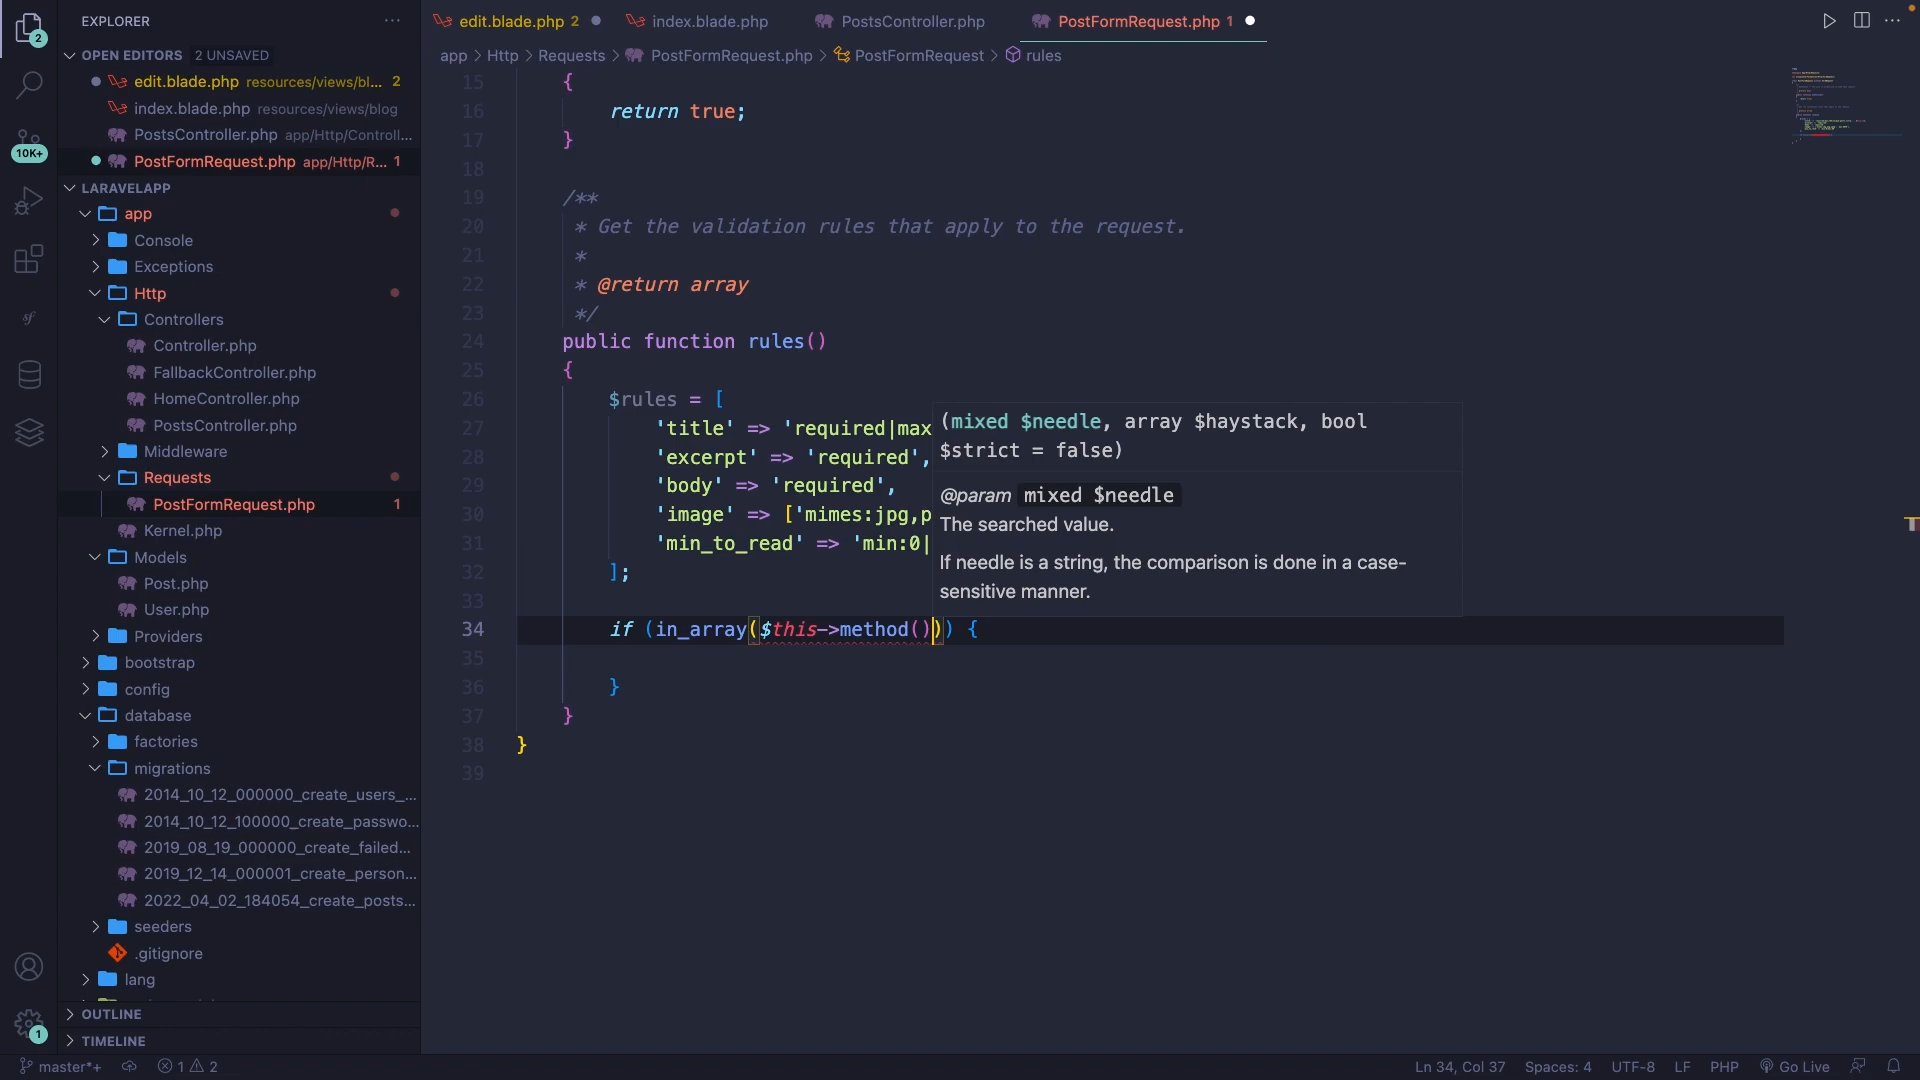 EXPLORER
OPEN EDITORS 2 UNSAVED
edit.blade.php resources/views/bl... 2
index.blade.php resources/views/blog
PostsController.php app/Http/Controll...
PostFormRequest.php app/Http/R... 1
LARAVELAPP
app
Console
Exceptions
Http
Controllers
Controller.php
FallbackController.php
HomeController.php
PostsController.php
Middleware
Requests
PostFormRequest.php 1
Kernel.php
Models
Post.php
User.php
Providers
bootstrap
config
database
factories
migrations
2014_10_12_000000_create_users_...
2014_10_12_100000_create_passwo...
2019_08_19_000000_create_failed...
2019_12_14_000001_create_person...
2022_04_02_184054_create_posts...
seeders
.gitignore
lang
OUTLINE
TIMELINE
2
10K+
1
edit.blade.php 2 index.blade.php PostsController.php PostFormRequest.php 1
app > Http > Requests > PostFormRequest.php > PostFormRequest > rules
15 {
16 return true;
17 }
18
19 /**
20 * Get the validation rules that apply to the request.
21 *
22 * @return array
23 */
24 public function rules()
25 {
26 $rules = [
27 'title' => 'required|max
28 'excerpt' => 'required',
29 'body' => 'required',
30 'image' => ['mimes:jpg,p
31 'min_to_read' => 'min:0|
32 ];
33
34 if (in_array($this->method())) {
35
36 }
37 }
38 }
39
(mixed $needle, array $haystack, bool
$strict = false)
@param mixed $needle
The searched value.
If needle is a string, the comparison is done in a case-
sensitive manner.
master*+ 1 2 Ln 34, Col 37 Spaces: 4 UTF-8 LF PHP Go Live